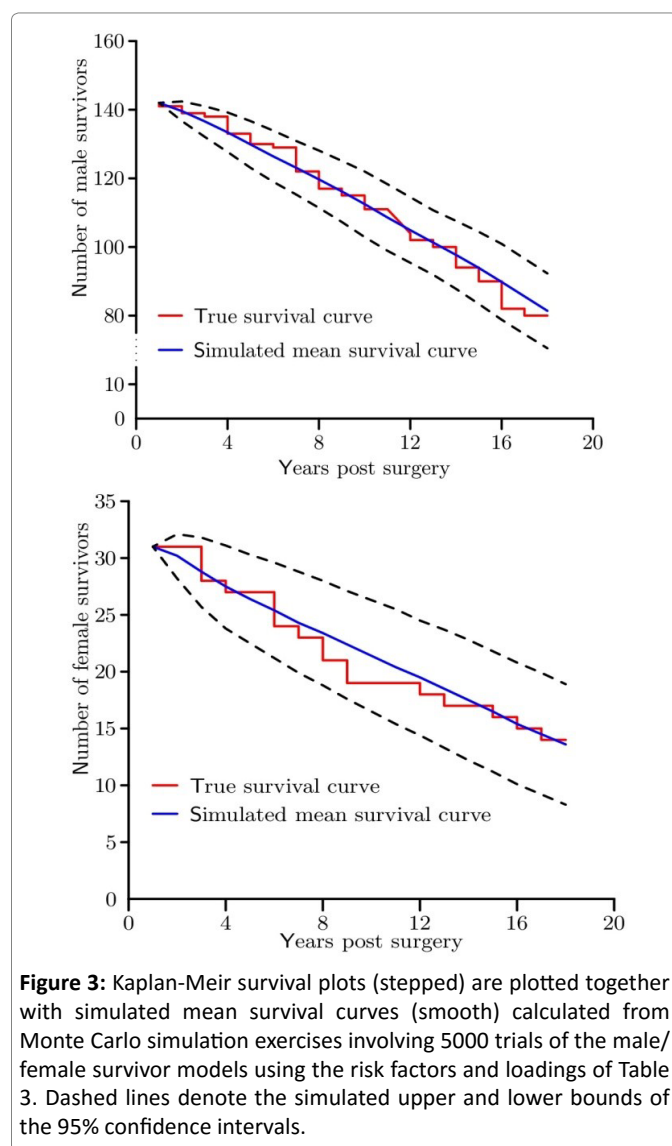 160
140
120
100
80
10
0
Number of male survivors
True survival curve
Simulated mean survival curve
0 4 8 12 16 20
Years post surgery
35
30
25
20
15
10
5
0
Number of female survivors
True survival curve
Simulated mean survival curve
0 4 8 12 16 20
Years post surgery
Figure 3: Kaplan-Meir survival plots (stepped) are plotted together
with simulated mean survival curves (smooth) calculated from
Monte Carlo simulation exercises involving 5000 trials of the male/
female survivor models using the risk factors and loadings of Table
3. Dashed lines denote the simulated upper and lower bounds of
the 95% confidence intervals.